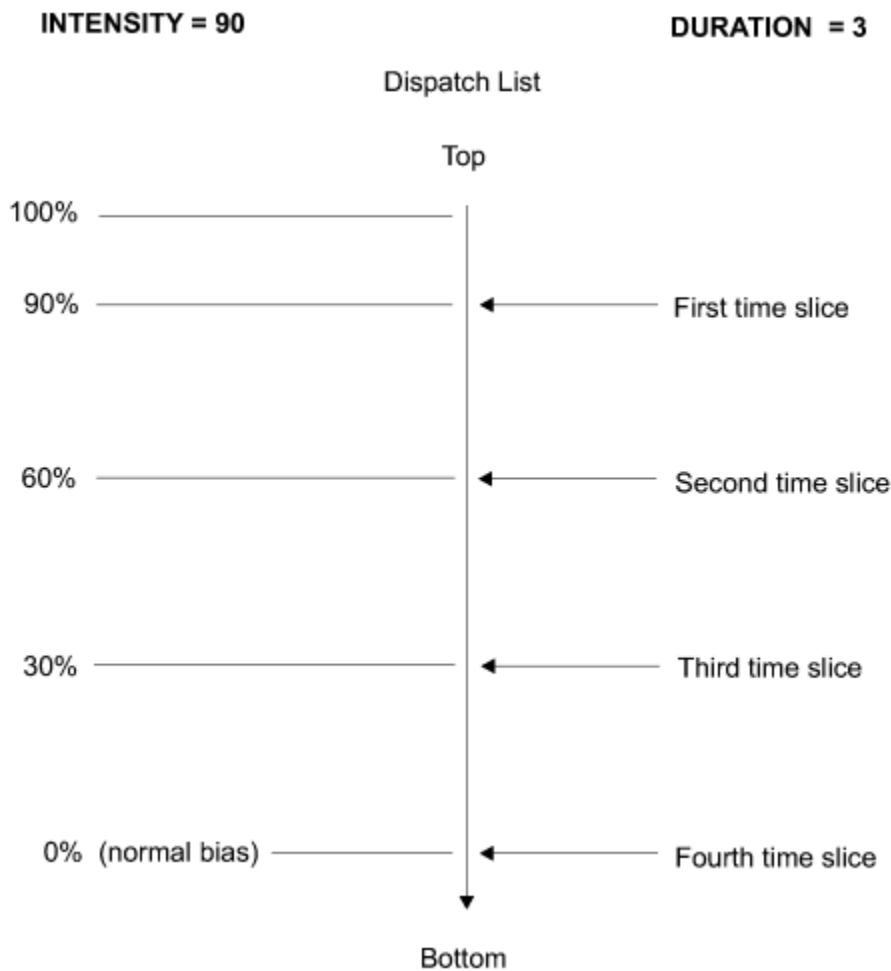 INTENSITY = 90
DURATION = 3
Dispatch List
Top
100%
90%
First time slice
60%
Second time slice
30%
Third time slice
0% (normal bias)
Fourth time slice
Bottom